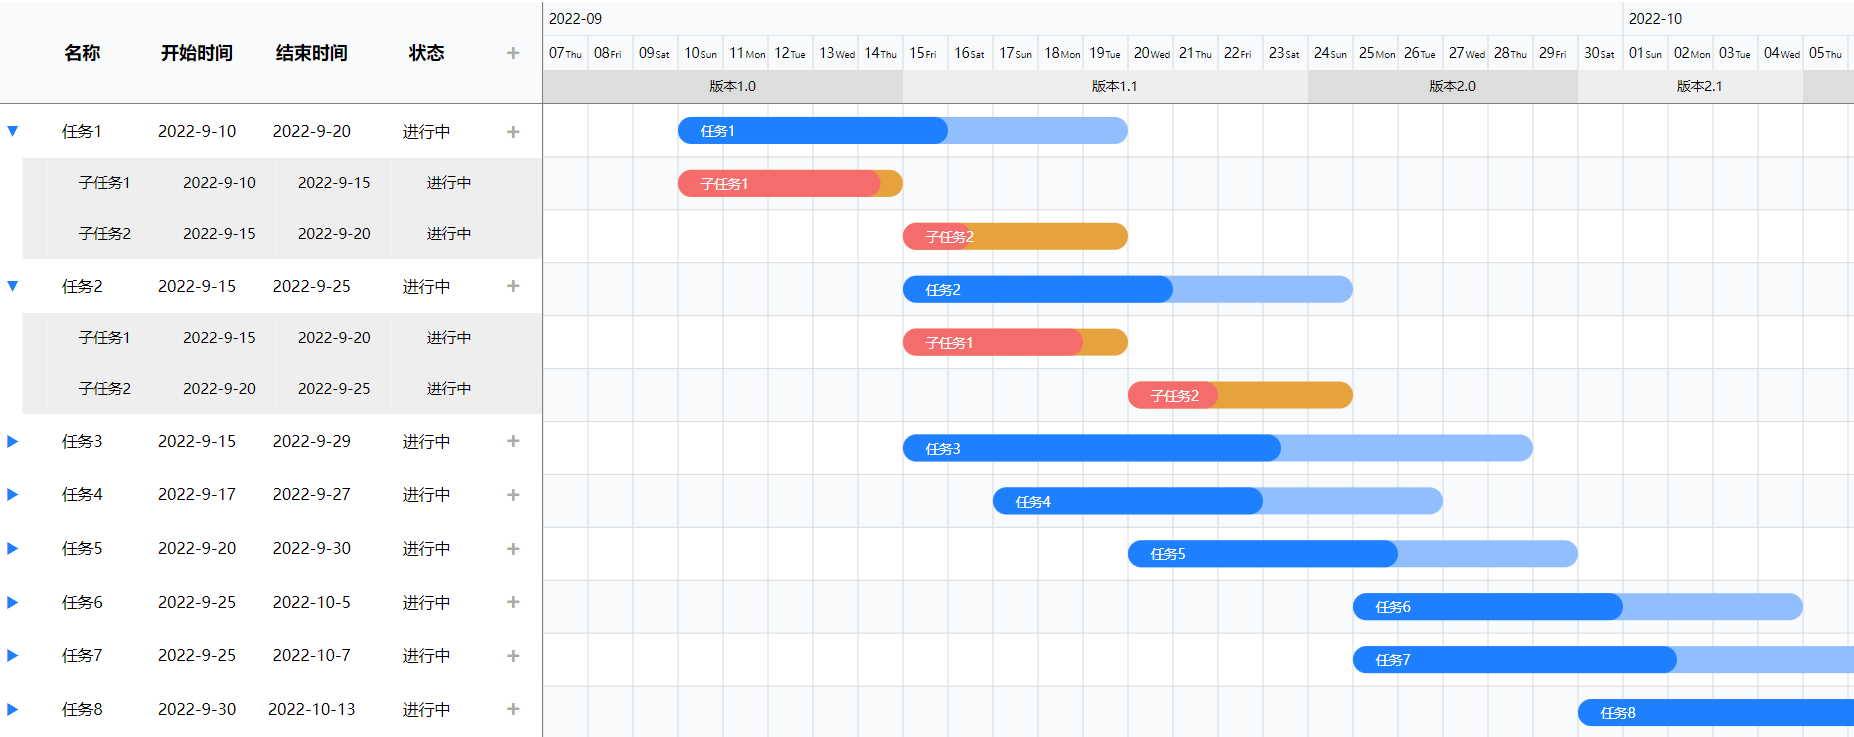 2022-09 2022-10
名称 开始时间 结束时间 状态 +
07Thu 08Fri 09Sat 10Sun 11Mon 12Tue 13Wed 14Thu 15Fri 16Sat 17Sun 18Mon 19Tue 20Wed 21Thu 22Fri 23Sat 24Sun 25Mon 26Tue 27Wed 28Thu 29Fri 30Sat 01Sun 02Mon 03Tue 04Wed 05Thu
版本1.0 版本1.1 版本2.0 版本2.1
任务1 2022-9-10 2022-9-20 进行中 + 任务1
子任务1 2022-9-10 2022-9-15 进行中 子任务1
子任务2 2022-9-15 2022-9-20 进行中 子任务2
任务2 2022-9-15 2022-9-25 进行中 + 任务2
子任务1 2022-9-15 2022-9-20 进行中 子任务1
子任务2 2022-9-20 2022-9-25 进行中 子任务2
任务3 2022-9-15 2022-9-29 进行中 + 任务3
任务4 2022-9-17 2022-9-27 进行中 + 任务4
任务5 2022-9-20 2022-9-30 进行中 + 任务5
任务6 2022-9-25 2022-10-5 进行中 + 任务6
任务7 2022-9-25 2022-10-7 进行中 + 任务7
任务8 2022-9-30 2022-10-13 进行中 + 任务8